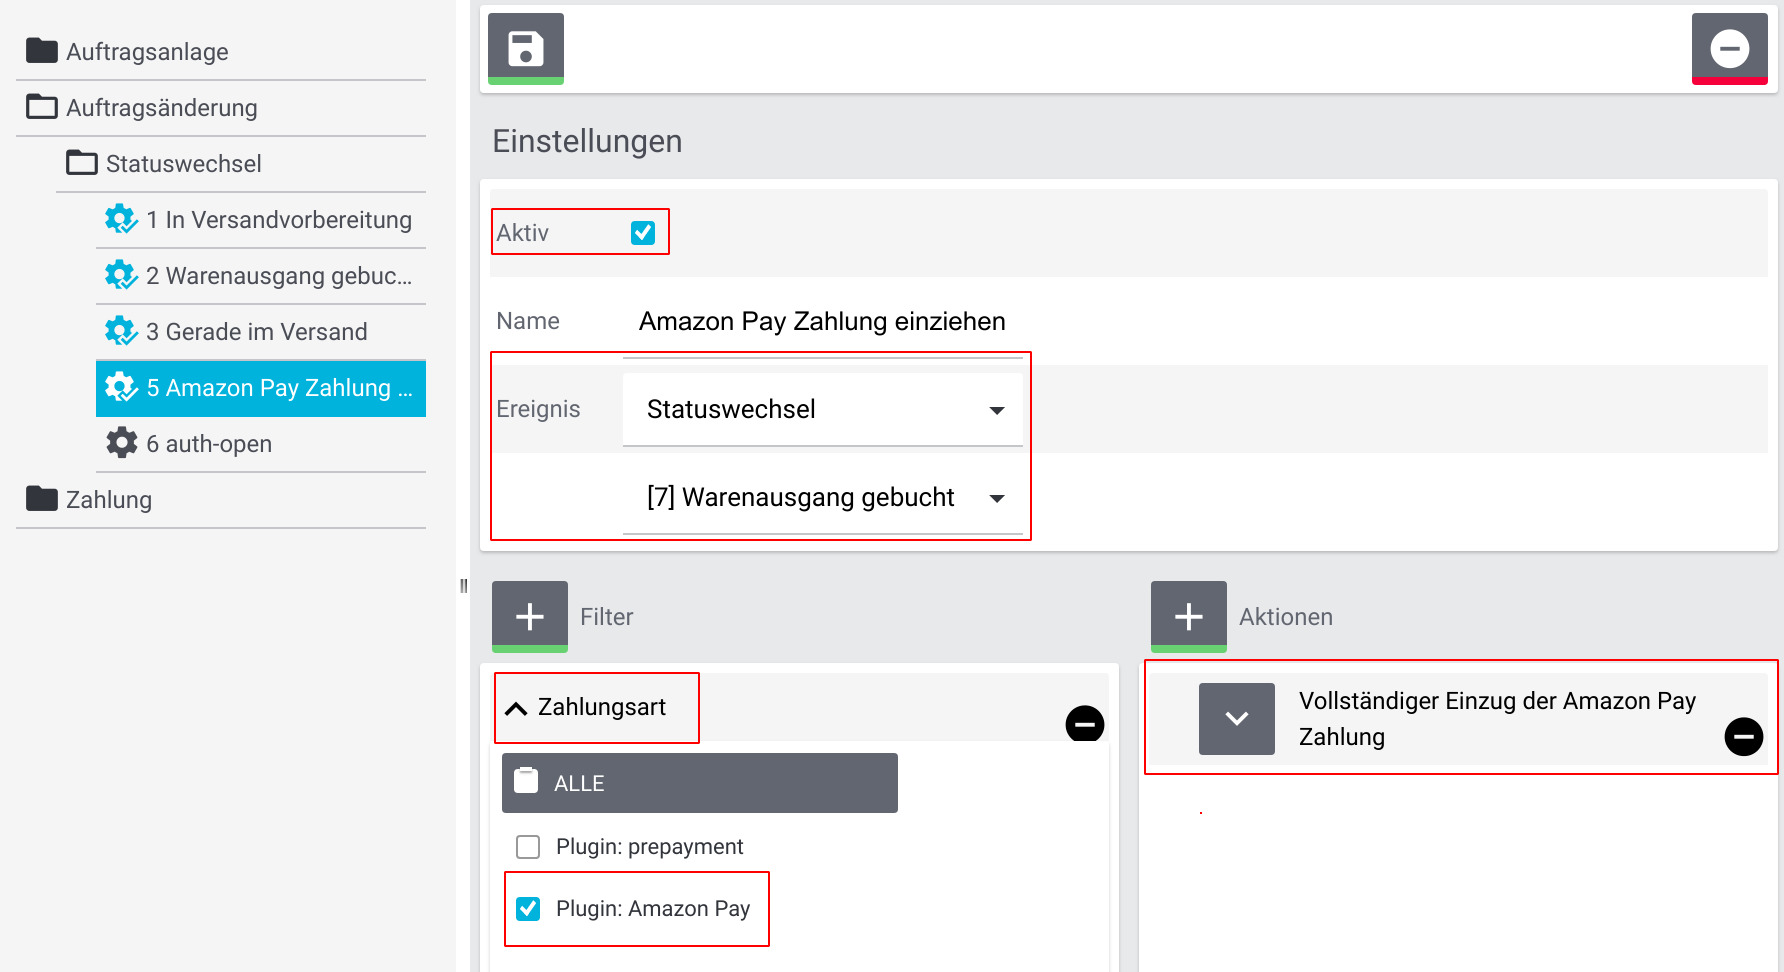 Auftragsanlage
Auftragsänderung
Statuswechsel
1 In Versandvorbereitung
2 Warenausgang gebuc...
3 Gerade im Versand
5 Amazon Pay Zahlung ...
6 auth-open
Zahlung
Einstellungen
Aktiv
Name Amazon Pay Zahlung einziehen
Ereignis Statuswechsel
[7] Warenausgang gebucht
Filter
Zahlungsart
ALLE
Plugin: prepayment
Plugin: Amazon Pay
Aktionen
Vollständiger Einzug der Amazon Pay
Zahlung